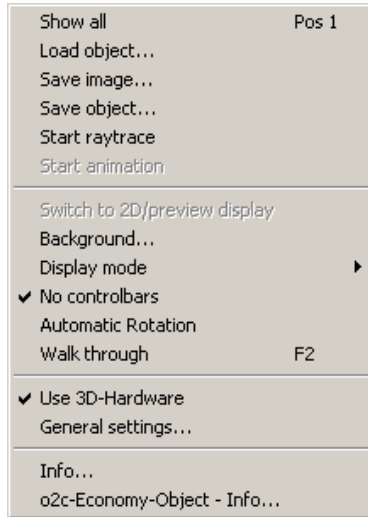 Show all Pos 1
Load object...
Save image...
Save object...
Start raytrace
Start animation
Switch to 2D/preview display
Background...
Display mode
No controlbars
Automatic Rotation
Walk through F2
Use 3D-Hardware
General settings...
Info...
o2c-Economy-Object - Info...